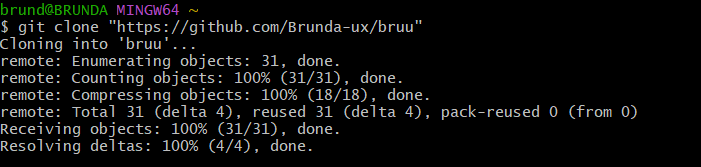 brund@BRUNDA MINGW64 ~
$ git clone "https://github.com/Brunda-ux/bruu"
Cloning into 'bruu'...
remote: Enumerating objects: 31, done.
remote: Counting objects: 100% (31/31), done.
remote: Compressing objects: 100% (18/18), done.
remote: Total 31 (delta 4), reused 31 (delta 4), pack-reused 0 (from 0)
Receiving objects: 100% (31/31), done.
Resolving deltas: 100% (4/4), done.